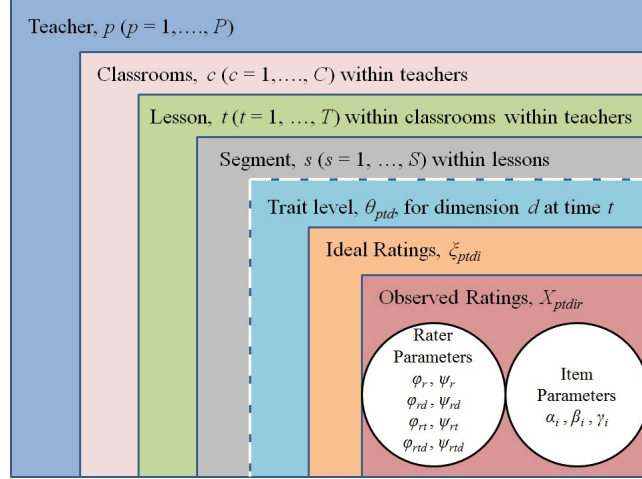 Teacher, p (p = 1,…., P)
Classrooms, c (c = 1,…., C) within teachers
Lesson, t (t = 1, …, T) within classrooms within teachers
Segment, s (s = 1, …, S) within lessons
Trait level, θptd, for dimension d at time t
Ideal Ratings, ξptdi
Observed Ratings, Xptdir
Rater
Parameters
φr , ψr
φrd , ψrd
φrt , ψrt
φrtd , ψrtd
Item
Parameters
αi , βi , γi